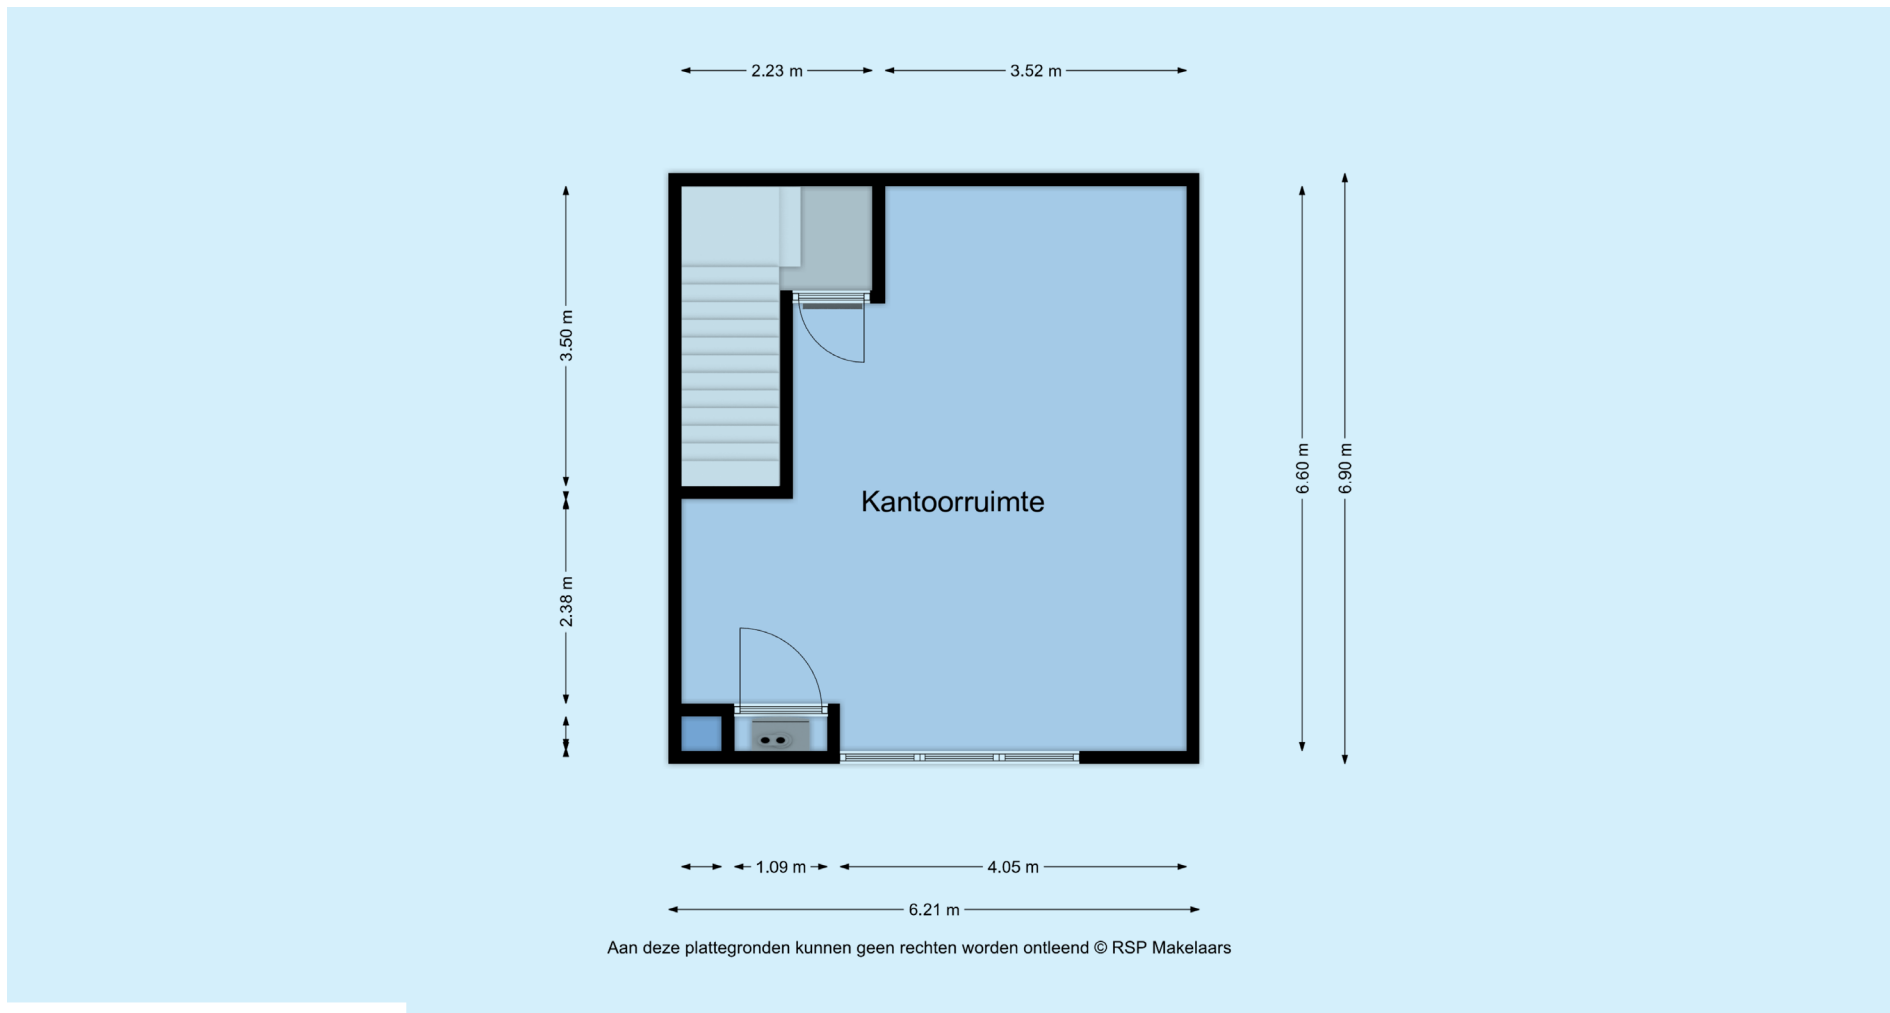 2.23 m
3.52 m
3.50 m
6.60 m
6.90 m
Kantoorruimte
2.38 m
1.09 m
4.05 m
6.21 m
Aan deze plattegronden kunnen geen rechten worden ontleend © RSP Makelaars